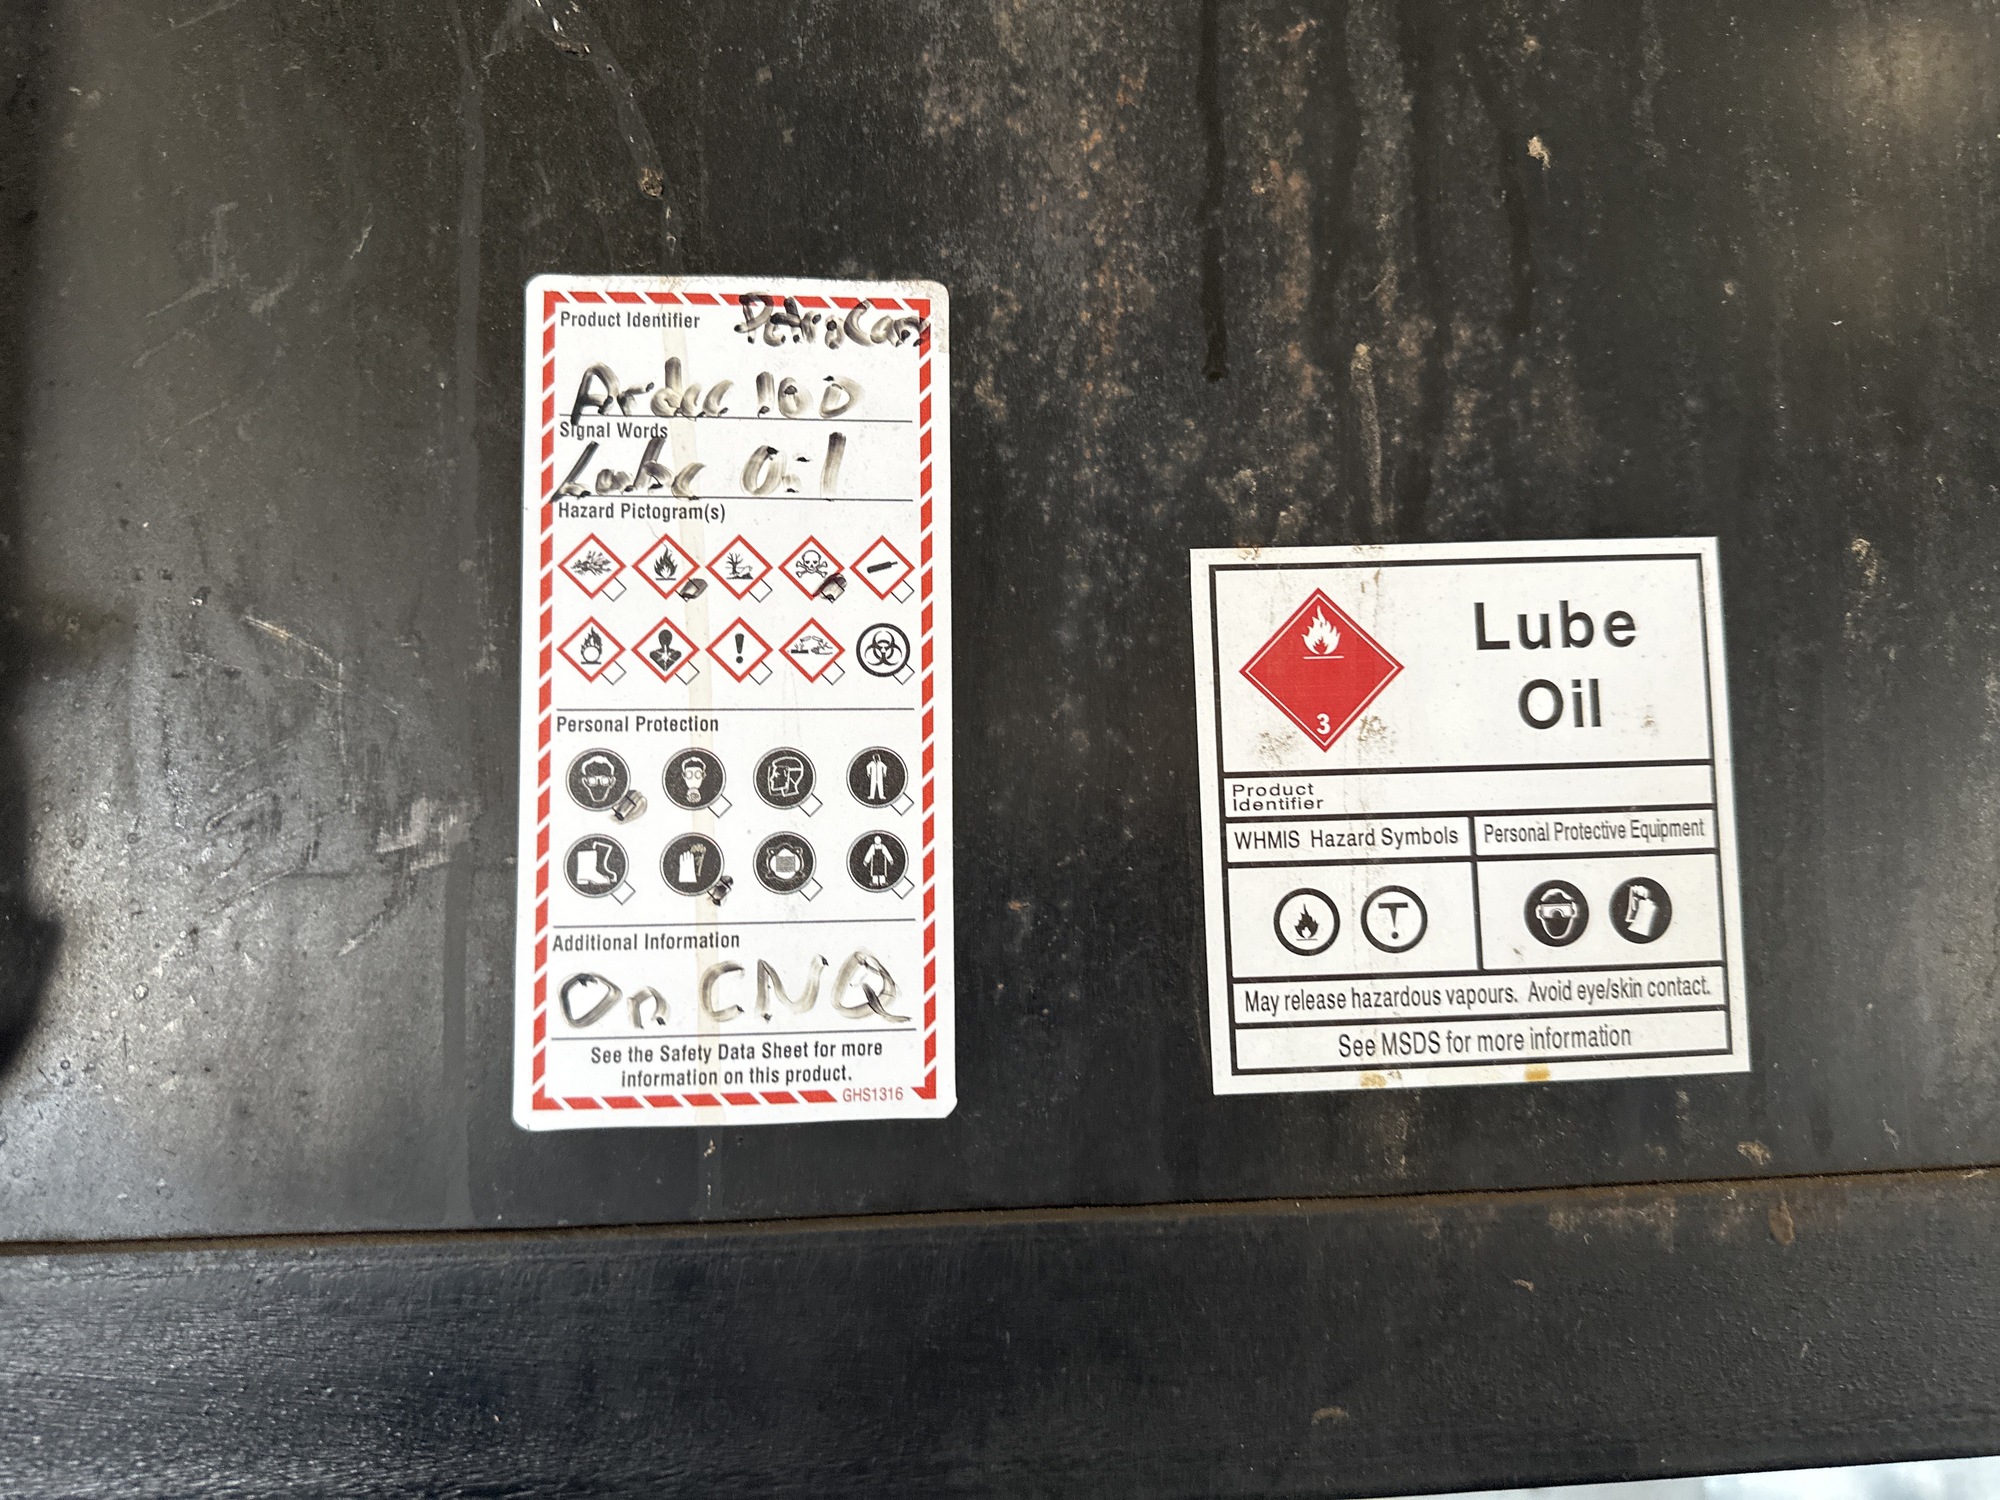 Product Identifier
PetroCan
Ardee 100
Signal Words
Lube Oil
Hazard Pictogram(s)
Personal Protection
Additional Information
On CNQ
See the Safety Data Sheet for more
information on this product.
GHS1316
Lube
Oil
3
Product
Identifier
WHMIS Hazard Symbols
Personal Protective Equipment
May release hazardous vapours. Avoid eye/skin contact.
See MSDS for more information